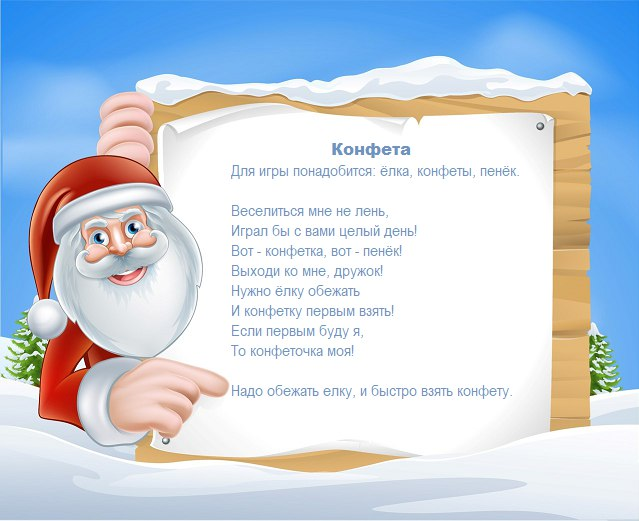 Конфета
Для игры понадобится: ёлка, конфеты, пенёк.
Веселиться мне не лень,
Играл бы с вами целый день!
Вот - конфетка, вот - пенёк!
Выходи ко мне, дружок!
Нужно ёлку обежать
И конфетку первым взять!
Если первым буду я,
То конфеточка моя!
Надо обежать елку, и быстро взять конфету.